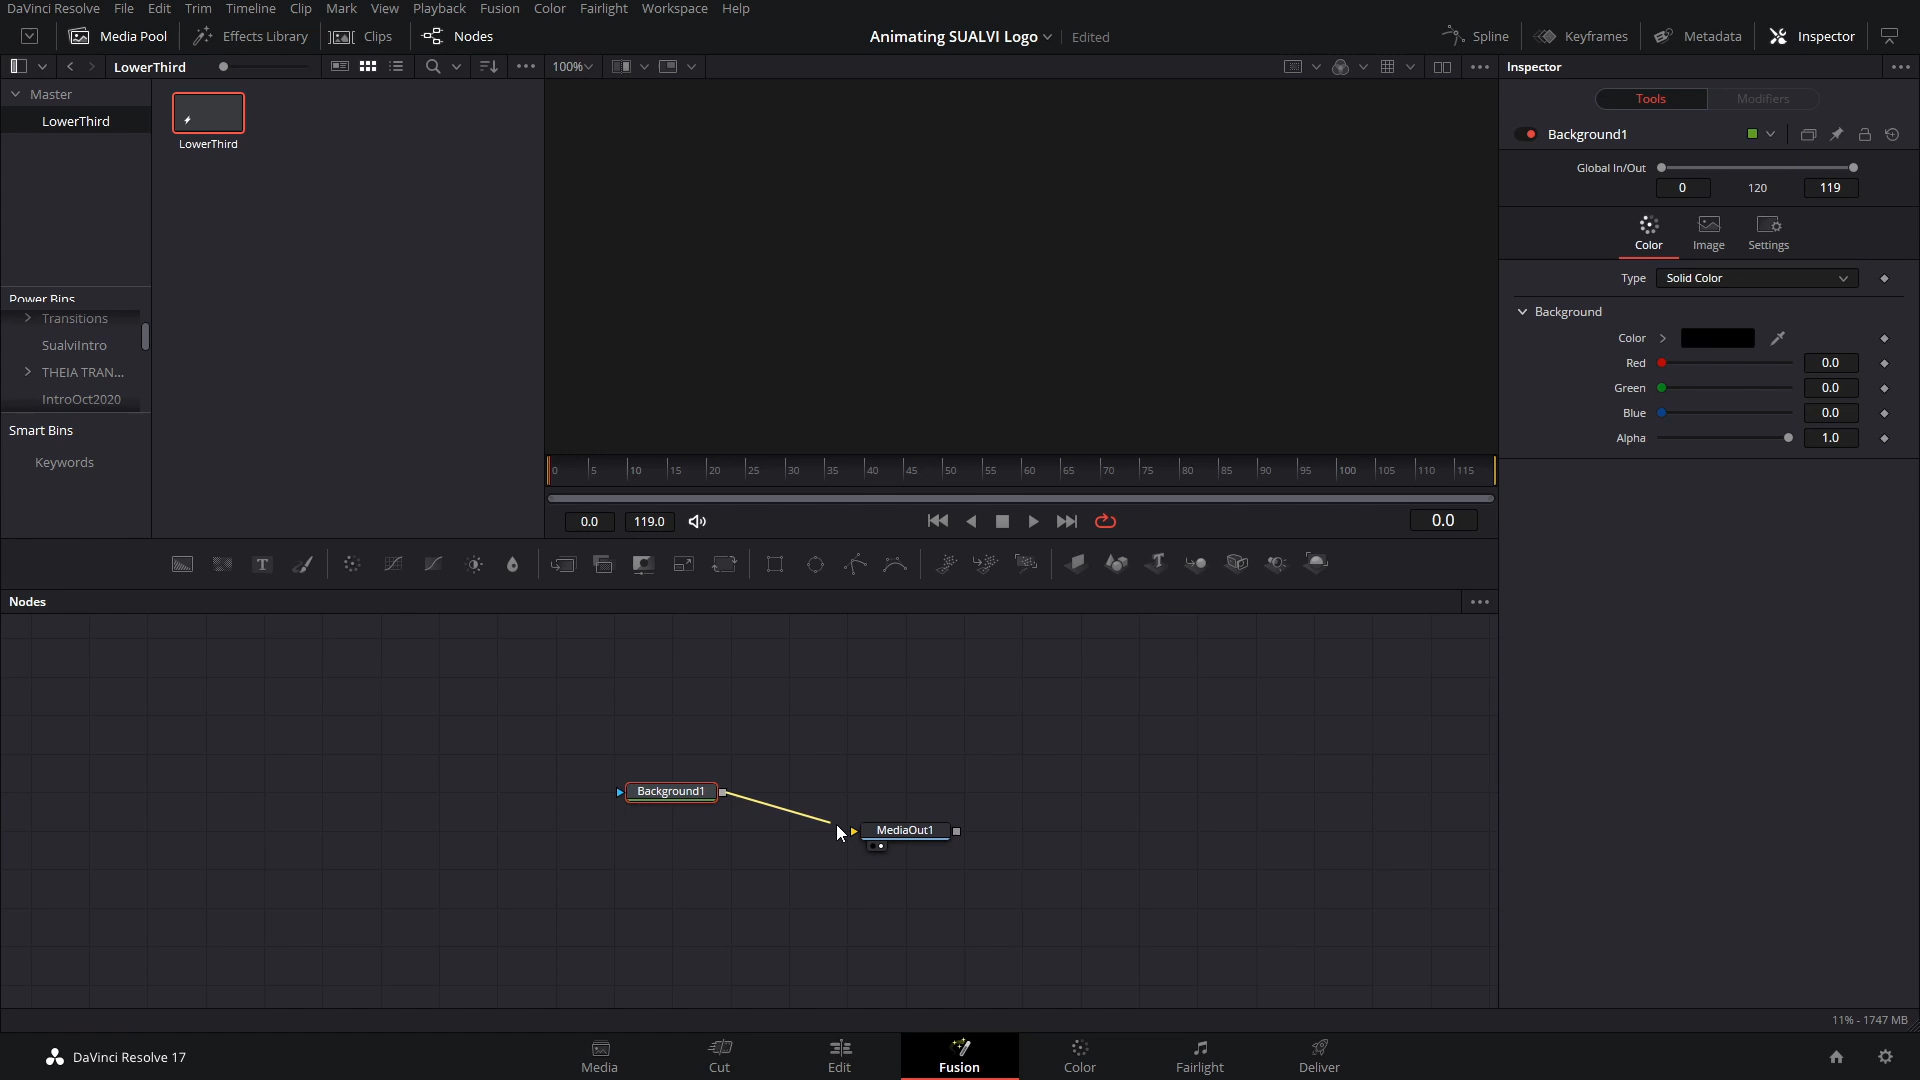 DaVinci Resolve File Edit Trim Timeline Clip Mark View Playback Fusion Color Fairlight Workspace Help
Media Pool Effects Library Clips Nodes Animating SUALVI Logo Edited Spline Keyframes Metadata Inspector
LowerThird 100% Inspector
Master
LowerThird
LowerThird
Power Bins
Transitions
SualviIntro
THEIA TRAN...
IntroOct2020
Smart Bins
Keywords
0 5 10 15 20 25 30 35 40 45 50 55 60 65 70 75 80 85 90 95 100 105 110 115
0.0 119.0 0.0
Tools Modifiers
Background1
Global In/Out
0 120 119
Color Image Settings
Type Solid Color
Background
Color
Red 0.0
Green 0.0
Blue 0.0
Alpha 1.0
T
Nodes
Background1
MediaOut1
11% - 1747 MB
DaVinci Resolve 17
Media Cut Edit Fusion Color Fairlight Deliver